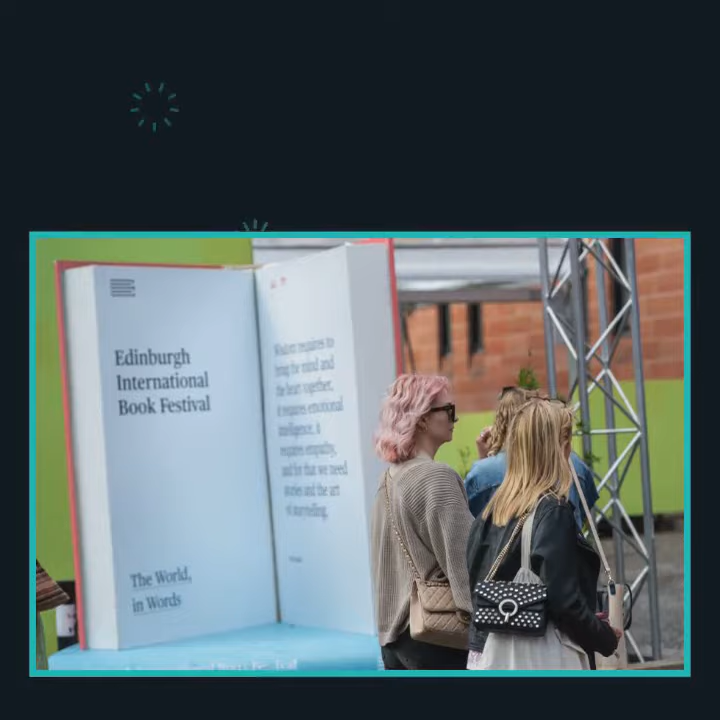 Edinburgh
International
Book Festival
The World,
in Words
Wisdom requires to
bring the mind and
the heart together,
it requires emotional
intelligence, it
requires empathy,
and for that we need
stories and the art
of storytelling.